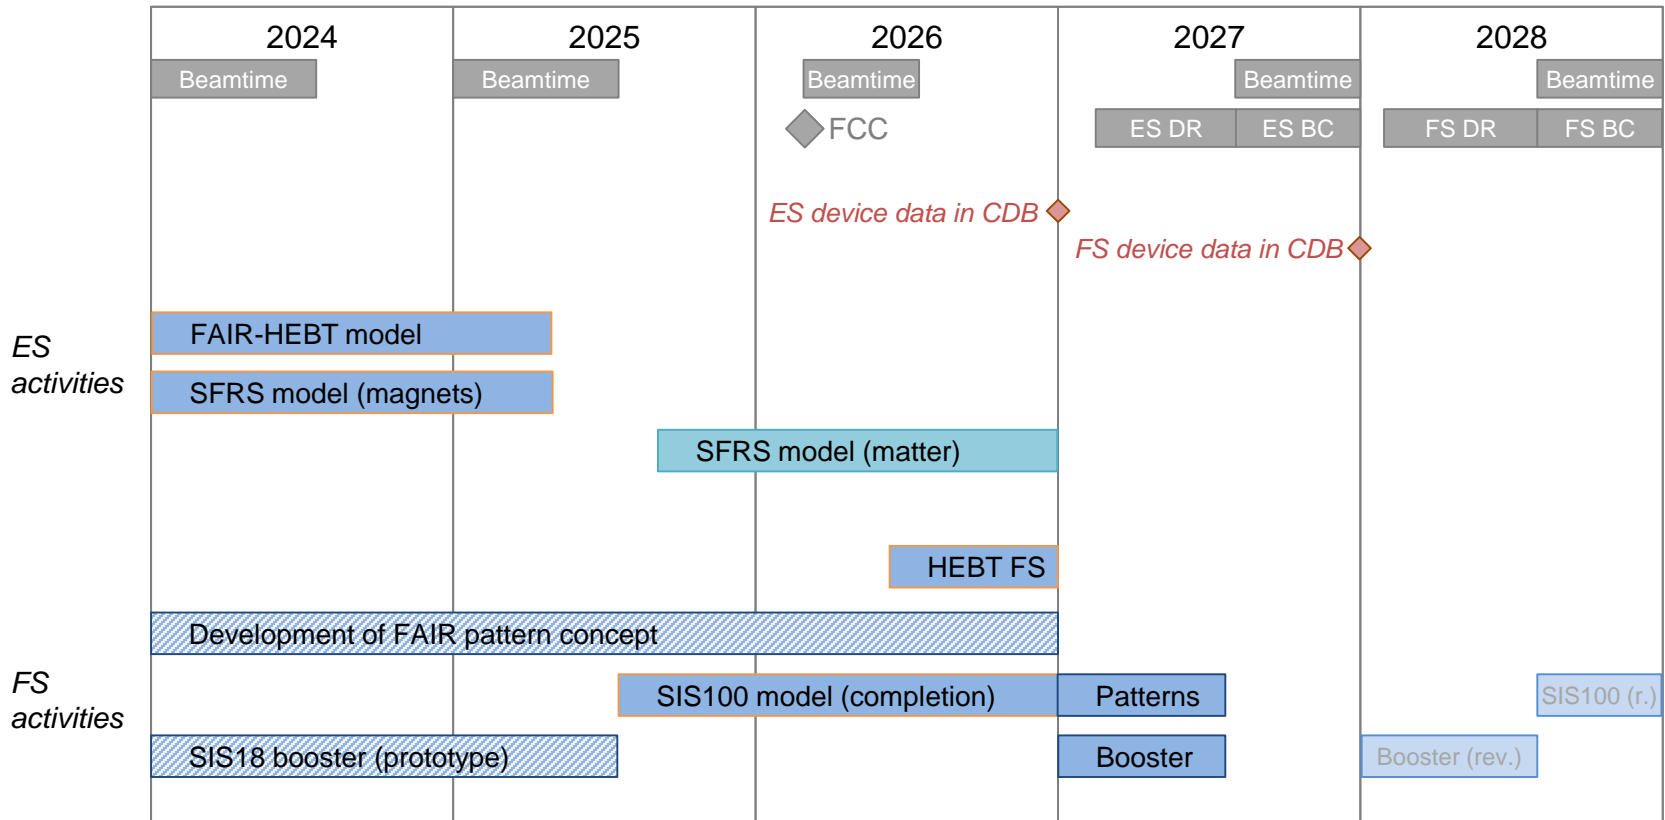 2024 2025 2026 2027 2028
Beamtime Beamtime Beamtime Beamtime Beamtime
FCC ES DR ES BC FS DR FS BC
ES device data in CDB
FS device data in CDB
ES
activities
FAIR-HEBT model
SFRS model (magnets)
SFRS model (matter)
HEBT FS
Development of FAIR pattern concept
FS
activities
SIS100 model (completion) Patterns SIS100 (r.)
SIS18 booster (prototype) Booster Booster (rev.)